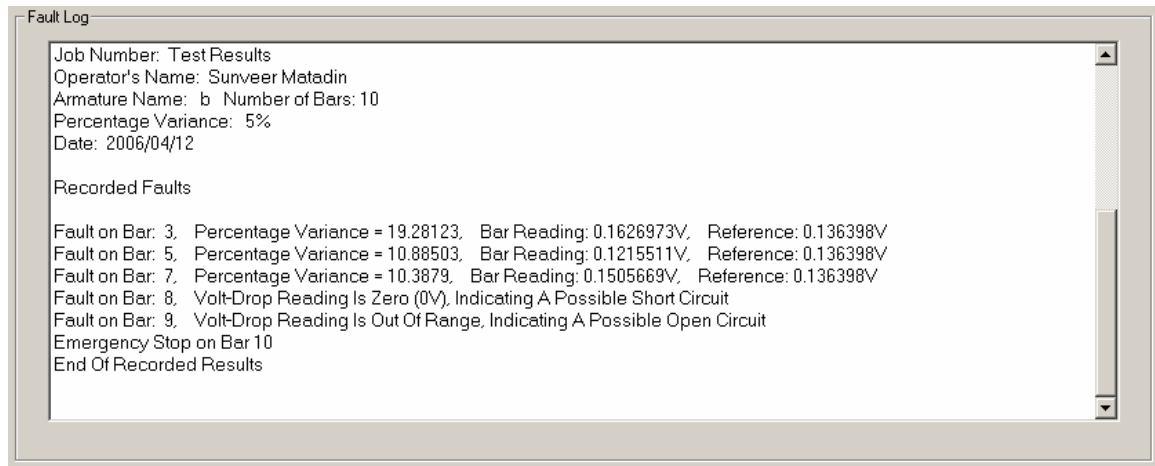 Fault Log
Job Number: Test Results
Operator's Name: Sunveer Matadin
Armature Name: b Number of Bars: 10
Percentage Variance: 5%
Date: 2006/04/12
Recorded Faults
Fault on Bar: 3, Percentage Variance = 19.28123, Bar Reading: 0.1626973V, Reference: 0.136398V
Fault on Bar: 5, Percentage Variance = 10.88503, Bar Reading: 0.1215511V, Reference: 0.136398V
Fault on Bar: 7, Percentage Variance = 10.3879, Bar Reading: 0.1505669V, Reference: 0.136398V
Fault on Bar: 8, Volt-Drop Reading Is Zero (0V), Indicating A Possible Short Circuit
Fault on Bar: 9, Volt-Drop Reading Is Out Of Range, Indicating A Possible Open Circuit
Emergency Stop on Bar 10
End Of Recorded Results